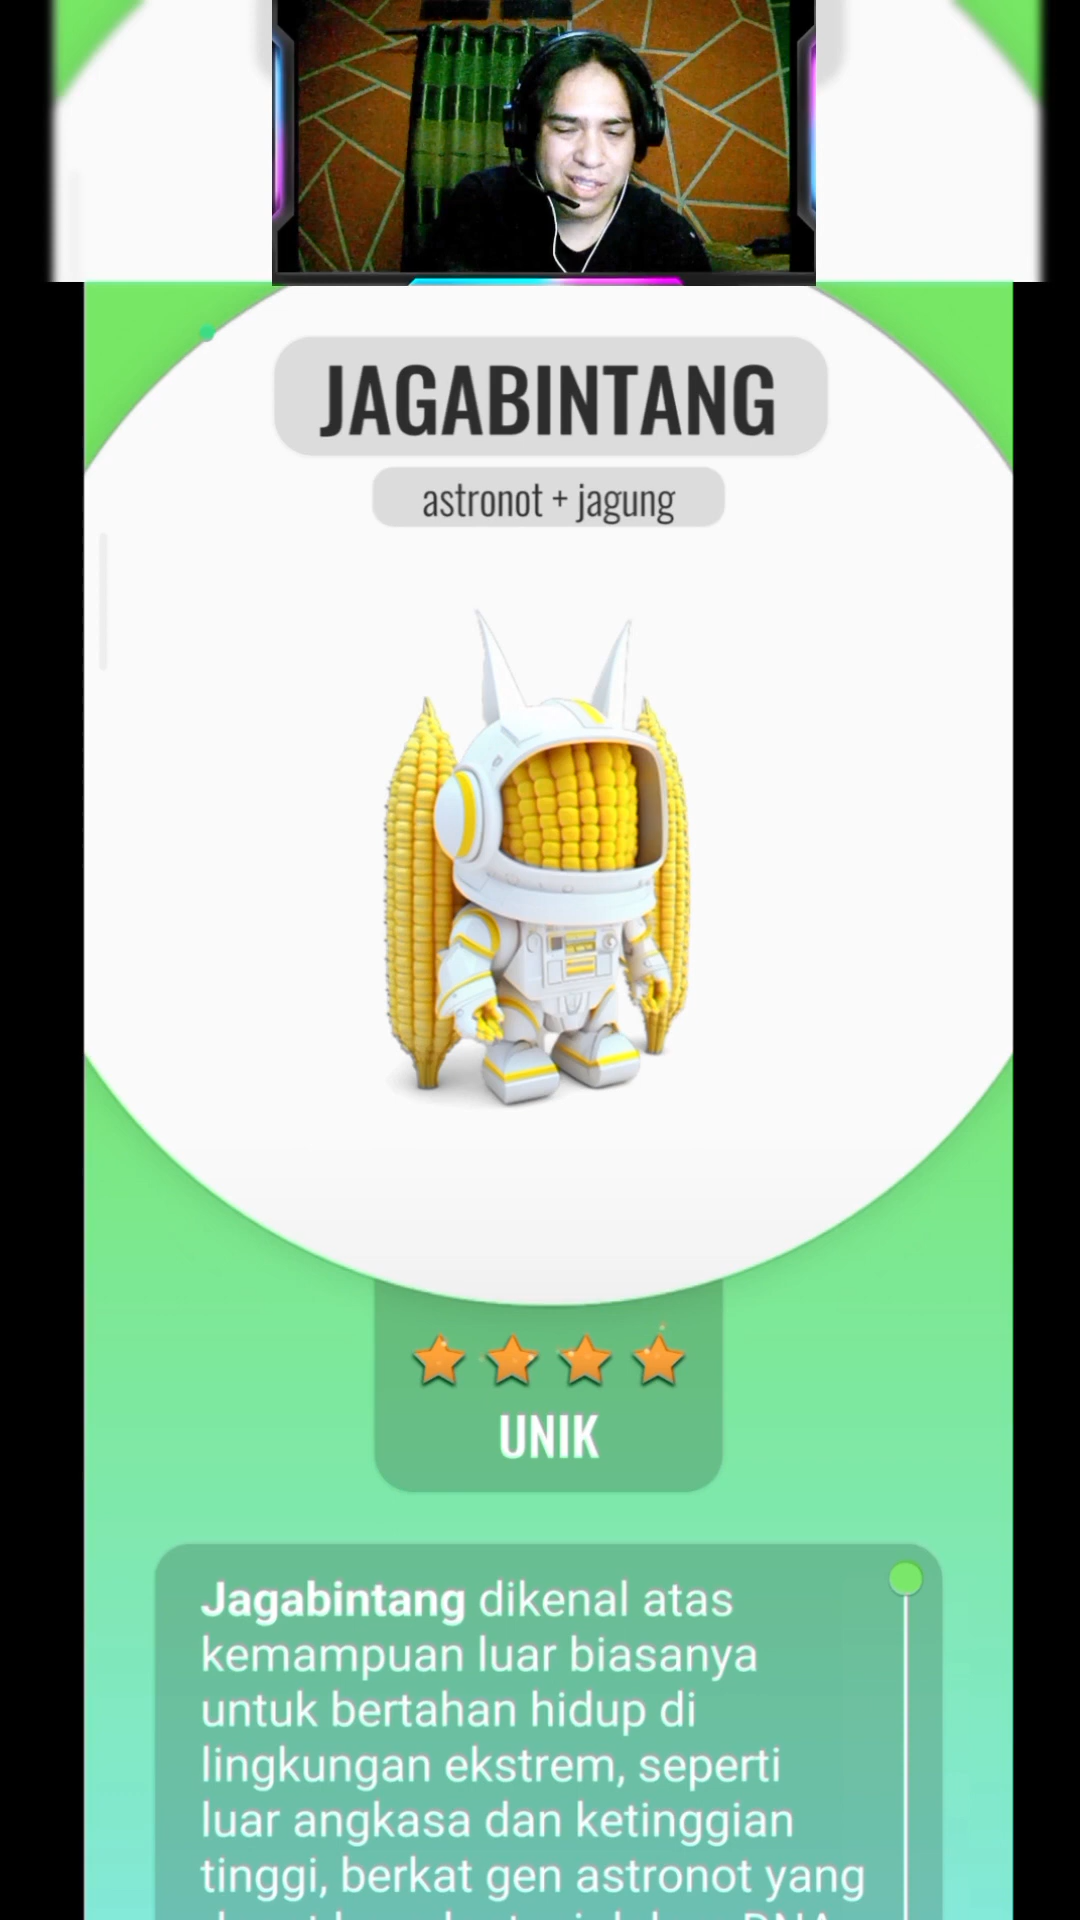 JAGABINTANG
astronot + jagung
UNIK
Jagabintang dikenal atas
kemampuan luar biasanya
untuk bertahan hidup di
lingkungan ekstrem, seperti
luar angkasa dan ketinggian
tinggi, berkat gen astronot yang